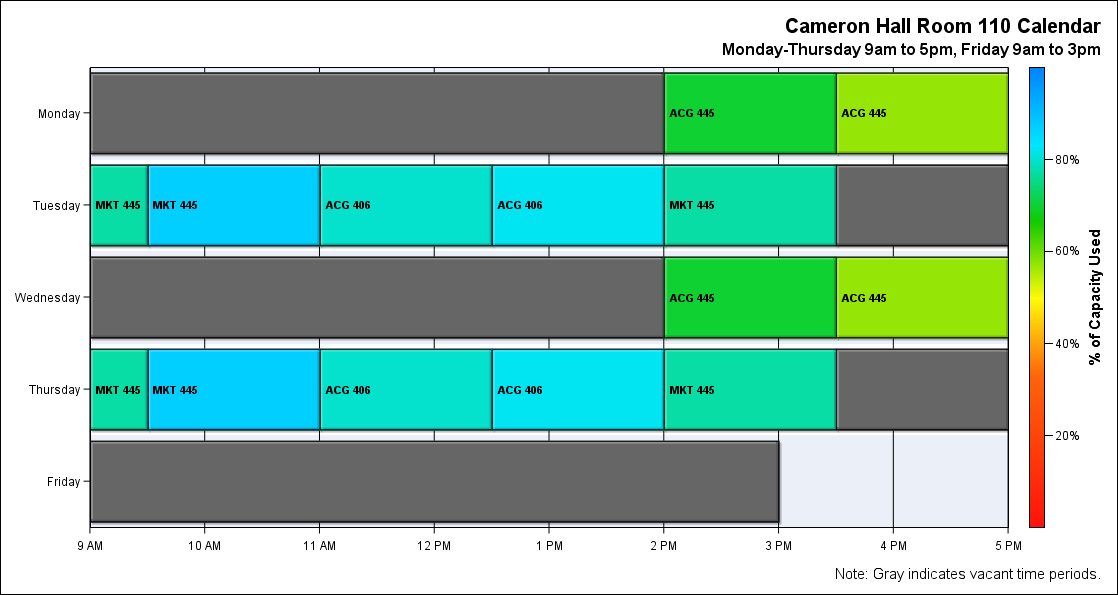 Cameron Hall Room 110 Calendar
Monday-Thursday 9am to 5pm, Friday 9am to 3pm
Monday
ACG 445
ACG 445
Tuesday
MKT 445
MKT 445
ACG 406
ACG 406
MKT 445
Wednesday
ACG 445
ACG 445
Thursday
MKT 445
MKT 445
ACG 406
ACG 406
MKT 445
Friday
9 AM
10 AM
11 AM
12 PM
1 PM
2 PM
3 PM
4 PM
5 PM
80%
60%
40%
20%
% of Capacity Used
Note: Gray indicates vacant time periods.